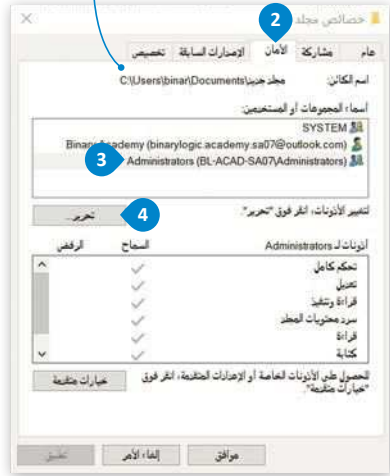 خصائص مجلد
2
عام مشاركة الأمان الإصدارات السابقة تخصيص
اسم الكائن: C:\Users\binar\Documents\مجلد جديد
أسماء المجموعات أو المستخدمين:
SYSTEM
Binary Academy (binarylogic.academy.sa07@outlook.com)
3 Administrators (BL-ACAD-SA07\Administrators)
لتغيير الأذونات، انقر فوق "تحرير".
تحرير... 4
أذونات لـ Administrators السماح الرفض
تحكم كامل
تعديل
قراءة وتنفيذ
سرد محتويات المجلد
قراءة
كتابة
للحصول على الأذونات الخاصة أو الإعدادات المتقدمة، انقر فوق
"خيارات متقدمة".
خيارات متقدمة
موافق إلغاء الأمر تطبيق